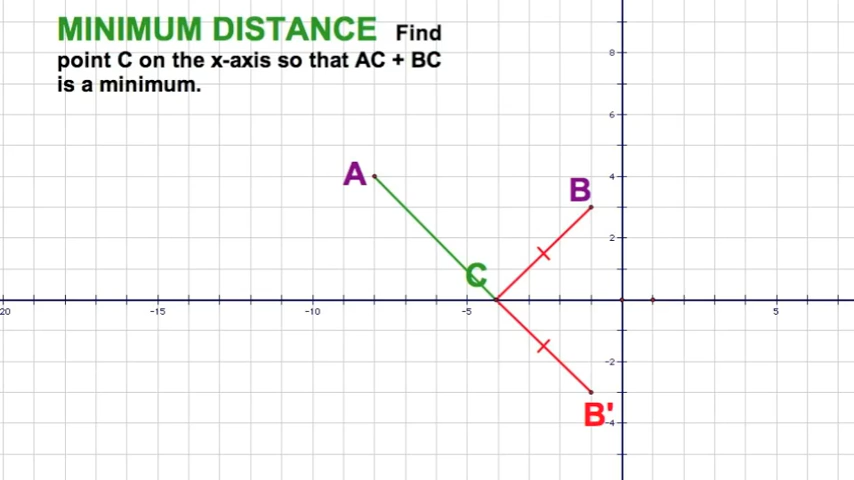 MINIMUM DISTANCE Find
point C on the x-axis so that AC + BC
is a minimum.
8
6
A
4
B
2
C
20
-15
-10
-5
5
-2
B'
-4